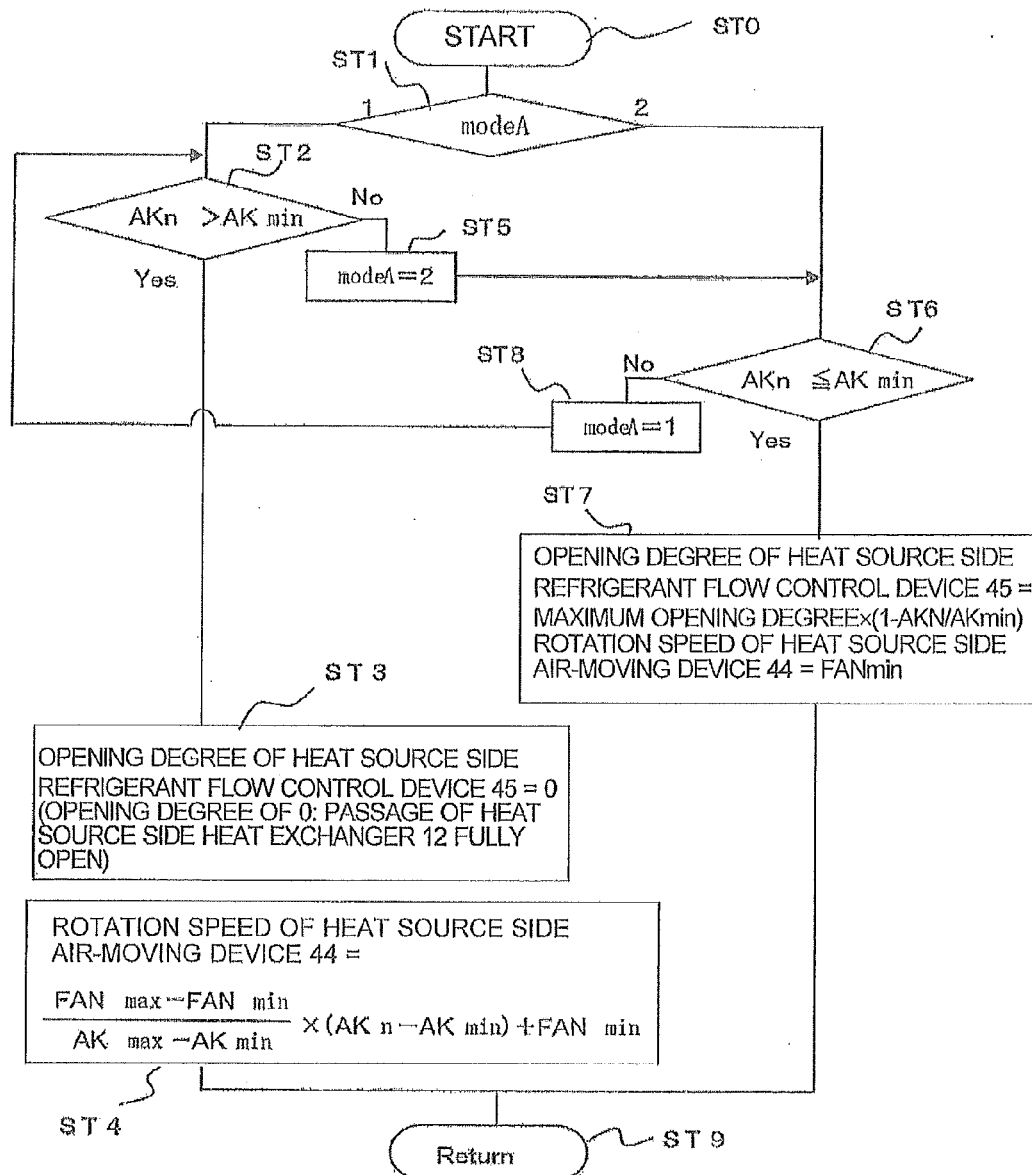 START
ST0
ST1
1
modeA
2
ST2
AKn >AK min
No
Yes
ST5
modeA=2
ST6
AKn ≦AK min
No
Yes
ST8
modeA=1
ST7
OPENING DEGREE OF HEAT SOURCE SIDE
REFRIGERANT FLOW CONTROL DEVICE 45 =
MAXIMUM OPENING DEGREE×(1-AKN/AKmin)
ROTATION SPEED OF HEAT SOURCE SIDE
AIR-MOVING DEVICE 44 = FANmin
ST3
OPENING DEGREE OF HEAT SOURCE SIDE
REFRIGERANT FLOW CONTROL DEVICE 45 = 0
(OPENING DEGREE OF 0: PASSAGE OF HEAT
SOURCE SIDE HEAT EXCHANGER 12 FULLY
OPEN)
ROTATION SPEED OF HEAT SOURCE SIDE
AIR-MOVING DEVICE 44 =
FAN max-FAN min
AK max-AK min
×(AK n-AK min)+FAN min
ST4
Return
ST9